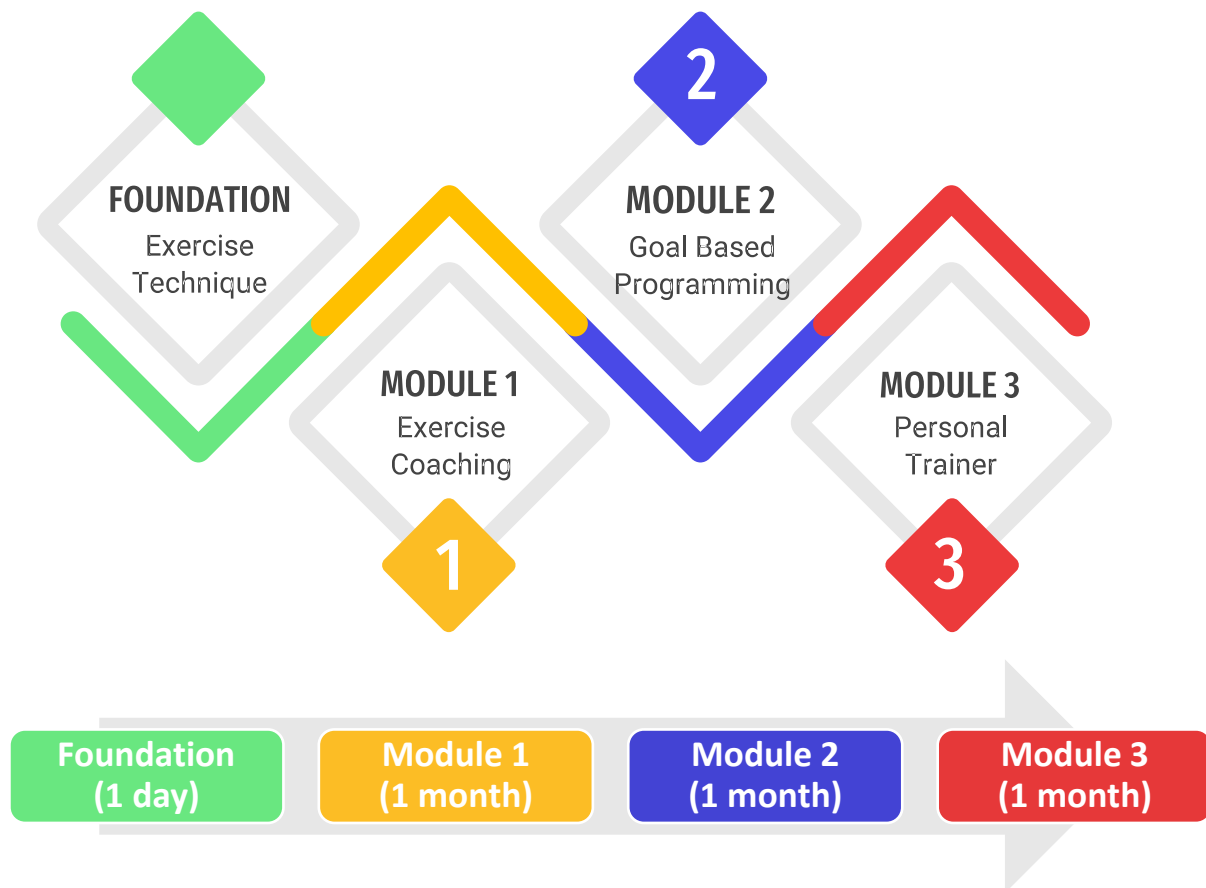 FOUNDATION
Exercise
Technique
1
MODULE 1
Exercise
Coaching
2
MODULE 2
Goal Based
Programming
3
MODULE 3
Personal
Trainer
Foundation
(1 day)
Module 1
(1 month)
Module 2
(1 month)
Module 3
(1 month)